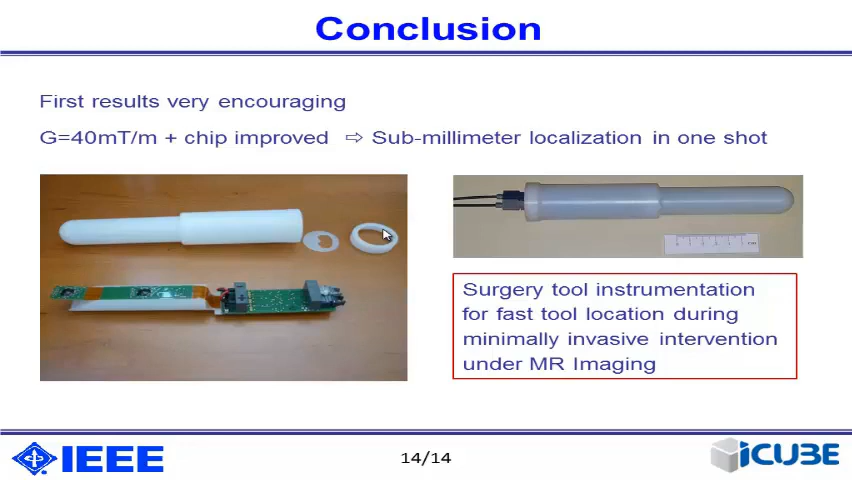 Conclusion
First results very encouraging
G=40mT/m + chip improved ⇨ Sub-millimeter localization in one shot
Surgery tool instrumentation
for fast tool location during
minimally invasive intervention
under MR Imaging
IEEE
14/14
iCUBE